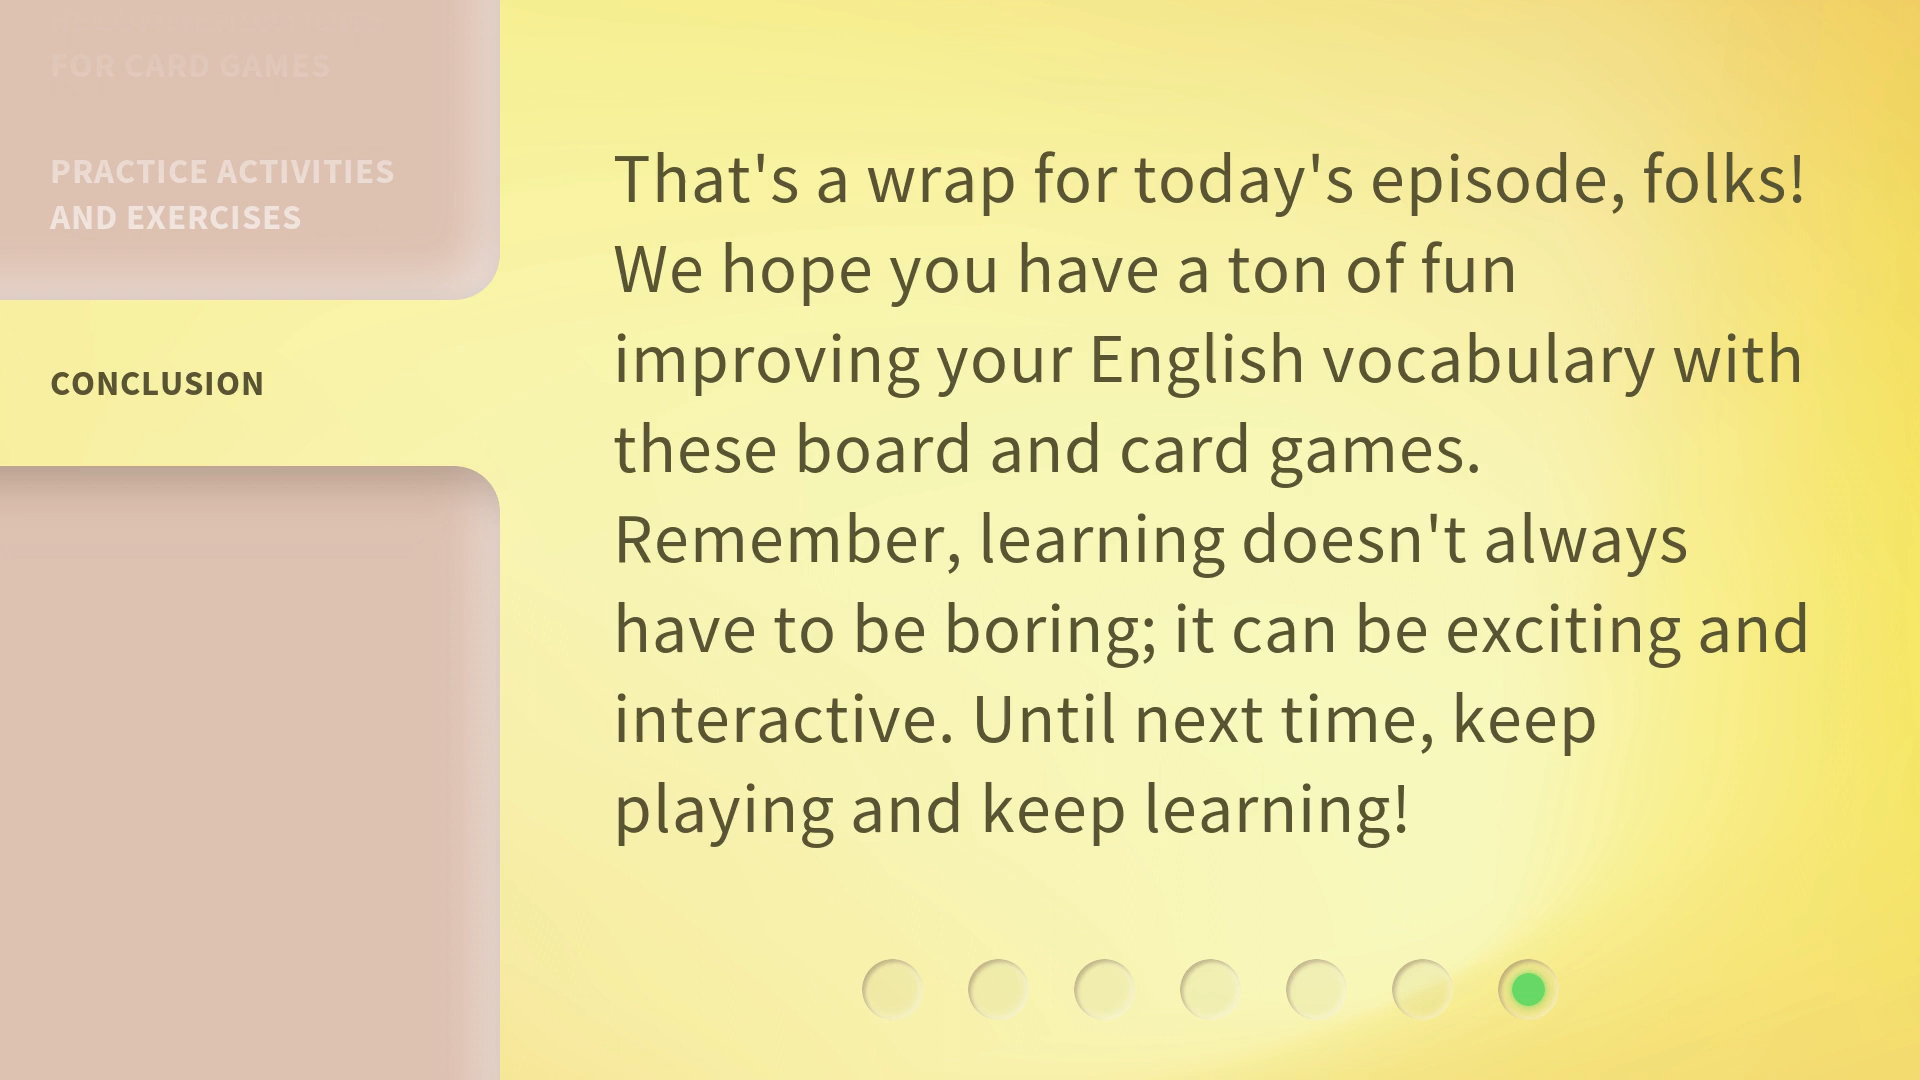 FOR CARD GAMES
PRACTICE ACTIVITIES
AND EXERCISES
CONCLUSION
That's a wrap for today's episode, folks!
We hope you have a ton of fun
improving your English vocabulary with
these board and card games.
Remember, learning doesn't always
have to be boring; it can be exciting and
interactive. Until next time, keep
playing and keep learning!